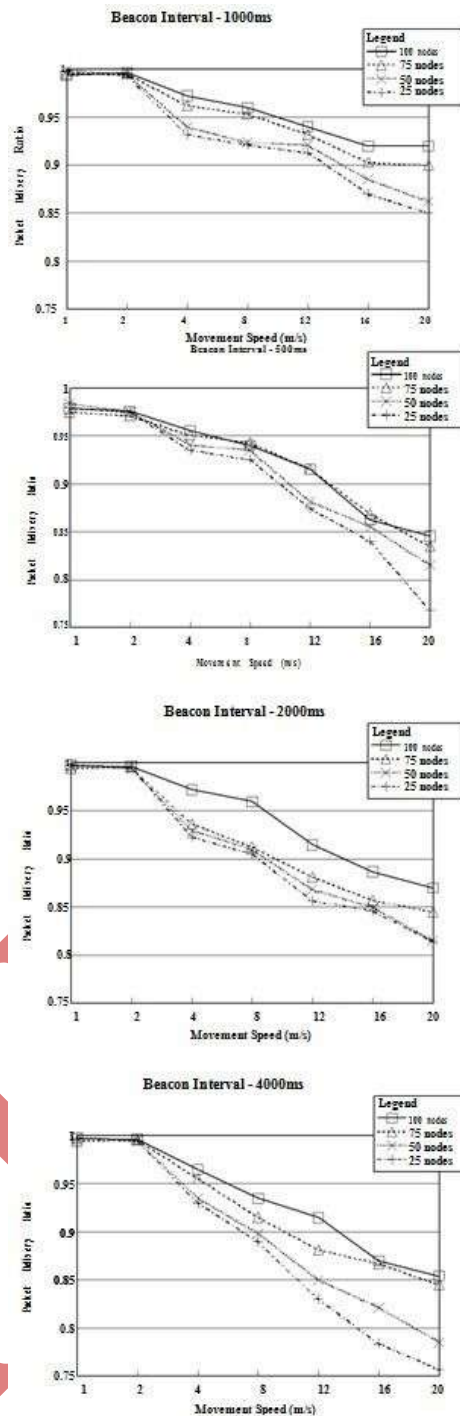 Beacon Interval - 1000ms
Legend
100 nodes
75 nodes
50 nodes
25 nodes
Packet Delivery Ratio
1
0.95
0.9
0.85
0.8
0.75
1 2 4 8 12 16 20
Movement Speed (m/s)
Beacon Interval - 500ms
Legend
100 nodes
75 nodes
50 nodes
25 nodes
Packet Delivery Ratio
1
0.95
0.9
0.85
0.8
0.75
1 2 4 8 12 16 20
Movement Speed (m/s)
Beacon Interval - 2000ms
Legend
100 nodes
75 nodes
50 nodes
25 nodes
Packet Delivery Ratio
1
0.95
0.9
0.85
0.8
0.75
1 2 4 8 12 16 20
Movement Speed (m/s)
Beacon Interval - 4000ms
Legend
100 nodes
75 nodes
50 nodes
25 nodes
Packet Delivery Ratio
1
0.95
0.9
0.85
0.8
0.75
1 2 4 8 12 16 20
Movement Speed (m/s)